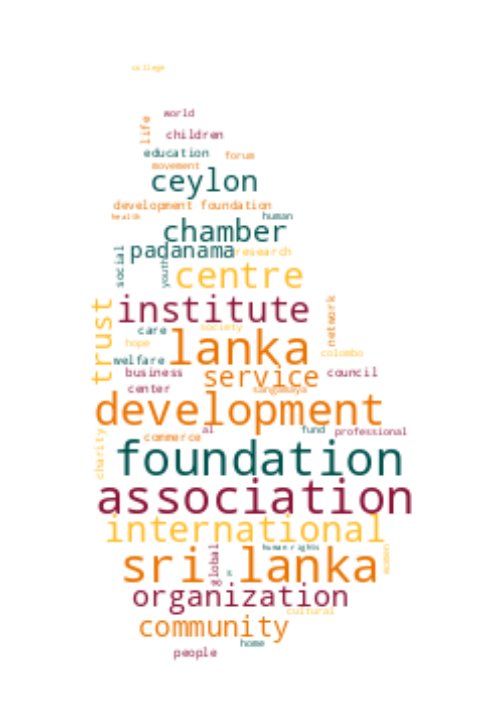 college
world
life
children
education
forum
movement
ceylon
development foundation
health
human
chamber
padanama
research
social
youth
centre
trust
institute
network
care
society
hope
lanka
colombo
welfare
business
service
council
center
sangamaya
development
commerce
al
fund
professional
charity
foundation
association
international
global
human rights
women
sri lanka
s
organization
cultural
community
home
people